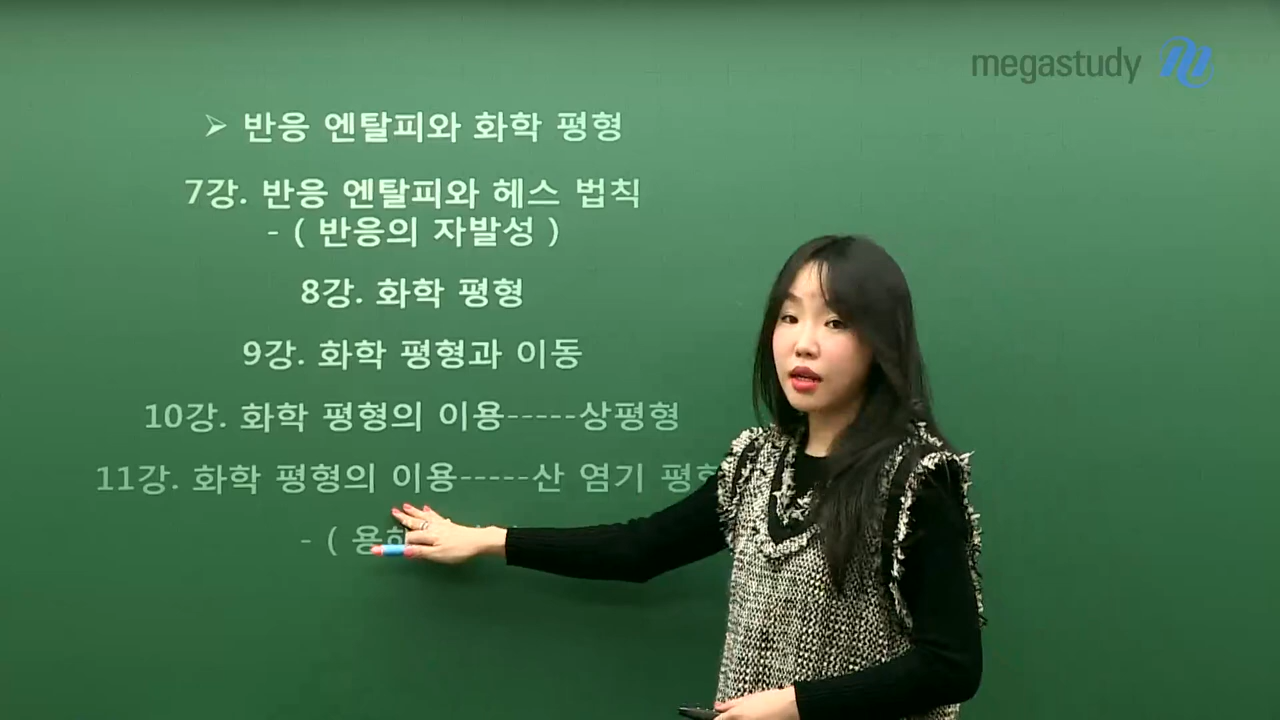 megastudy
➢ 반응 엔탈피와 화학 평형
7강. 반응 엔탈피와 헤스 법칙
- ( 반응의 자발성 )
8강. 화학 평형
9강. 화학 평형과 이동
10강. 화학 평형의 이용-----상평형
11강. 화학 평형의 이용-----산 염기
- (